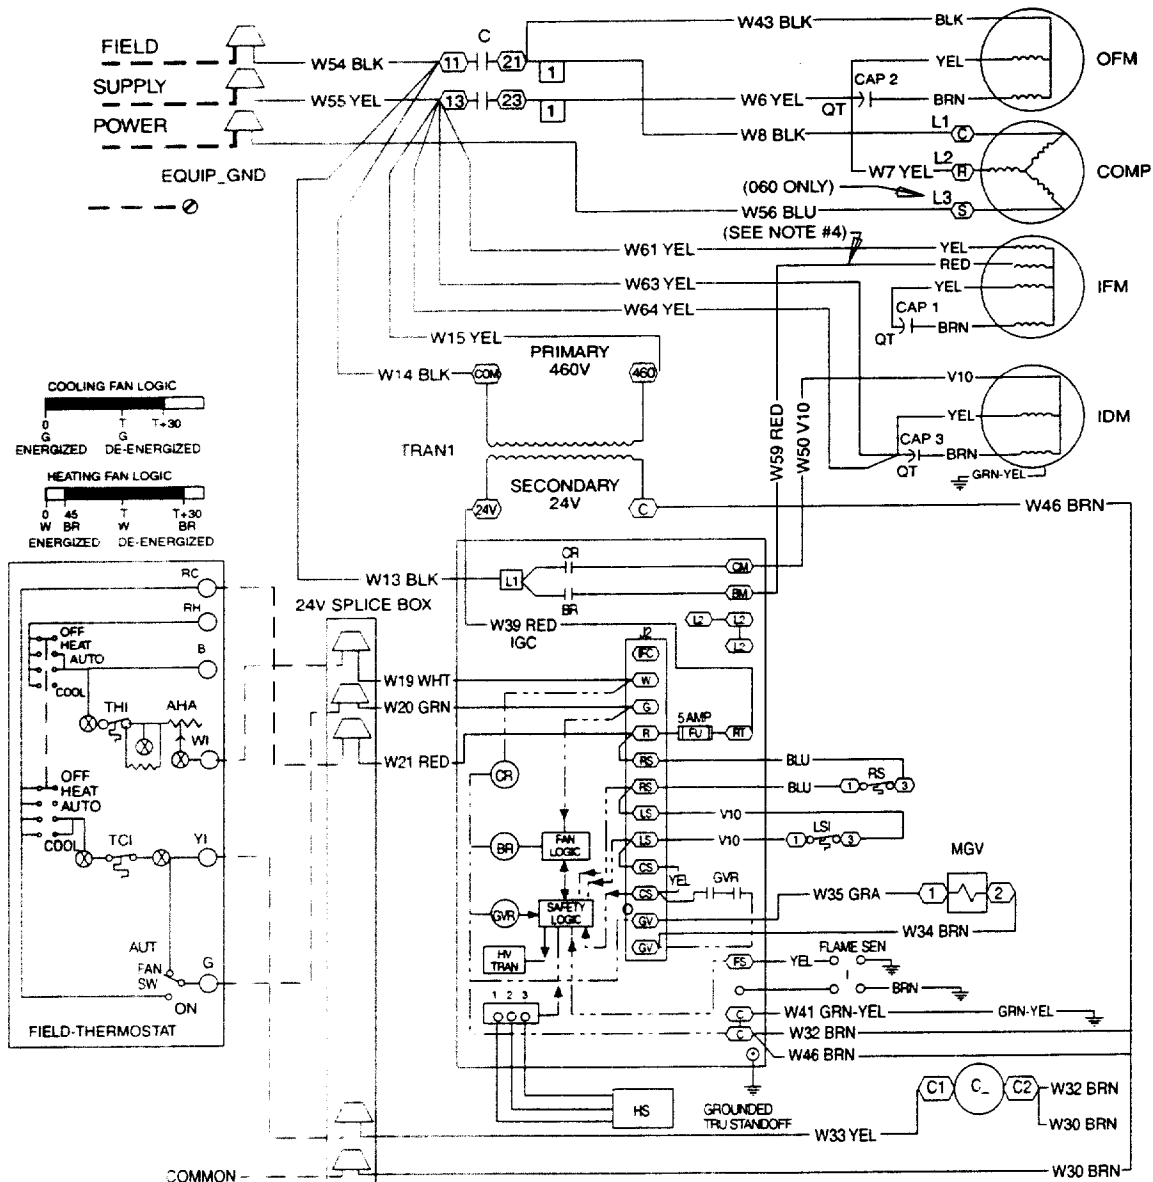 FIELD
SUPPLY
POWER
EQUIP_GND
W54 BLK
W55 YEL
C
11
21
1
13
23
1
W43 BLK
BLK
YEL
OFM
CAP 2
QT
BRN
W6 YEL
W8 BLK
L1
C
L2
W7 YEL
R
COMP
(060 ONLY)
L3
W56 BLU
S
(SEE NOTE #4)
W61 YEL
YEL
RED
W63 YEL
YEL
IFM
CAP 1
W64 YEL
QT
BRN
W15 YEL
PRIMARY
460V
W14 BLK
COM
460
V10
YEL
IDM
CAP 3
BRN
QT
GRN-YEL
W59 RED
W50 V10
COOLING FAN LOGIC
0
T
T+30
G
G
ENERGIZED
DE-ENERGIZED
HEATING FAN LOGIC
0
45
T
T+30
W
BR
W
BR
ENERGIZED
DE-ENERGIZED
TRAN1
SECONDARY
24V
24V
C
W46 BRN
RC
RH
B
OFF
HEAT
AUTO
COOL
THI
AHA
WI
OFF
HEAT
AUTO
COOL
TCI
YI
AUT
FAN
SW
G
ON
FIELD-THERMOSTAT
24V SPLICE BOX
W13 BLK
L1
CR
CM
BR
BM
W39 RED
IGC
L2
L2
L2
J2
IFC
W19 WHT
W
W20 GRN
G
W21 RED
R
5 AMP
FU
RT
CR
RS
BLU
RS
BLU
1
RS
3
LS
V10
LS
V10
1
LSI
3
BR
FAN
LOGIC
CS
YEL
CS
GVR
GVR
SAFETY
LOGIC
GV
W35 GRA
MGV
1
2
GV
W34 BRN
HV
TRAN
FS
YEL
FLAME SEN
BRN
1 2 3
C
W41 GRN-YEL
GRN-YEL
C
W32 BRN
W46 BRN
HS
GROUNDED
TRU STANDOFF
C1
C_
C2
W32 BRN
W30 BRN
W33 YEL
COMMON
W30 BRN